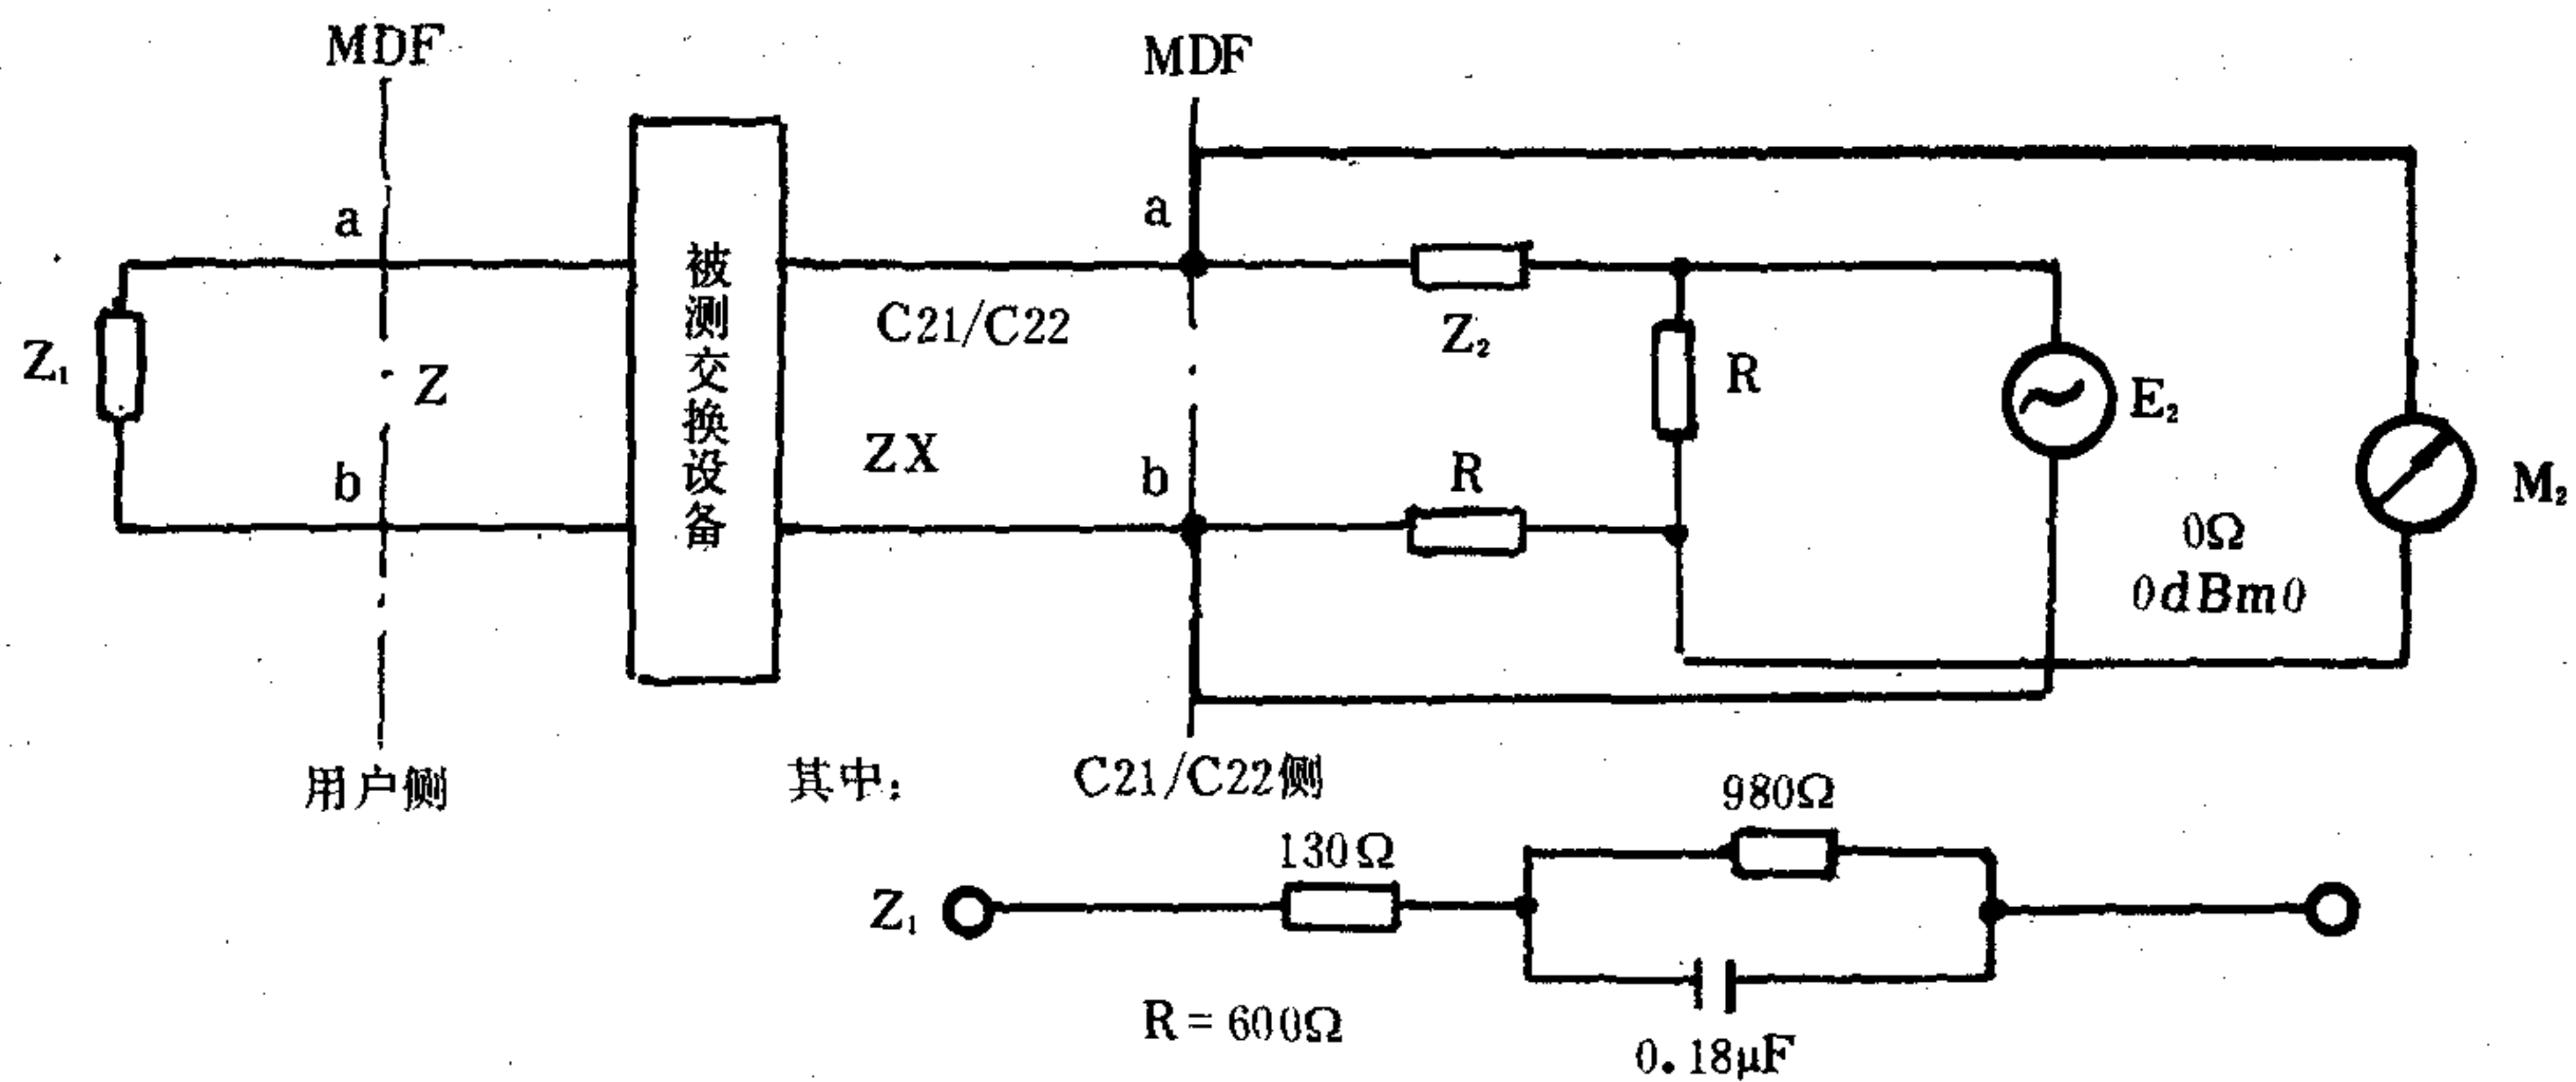 MDF
MDF
a
a
Z₁
Z
b
被测交换设备
C21/C22
ZX
b
Z₂
R
R
E₂
M₂
0Ω
0dBm0
用户侧
其中:
C21/C22侧
Z₁
130Ω
980Ω
0.18μF
R=600Ω